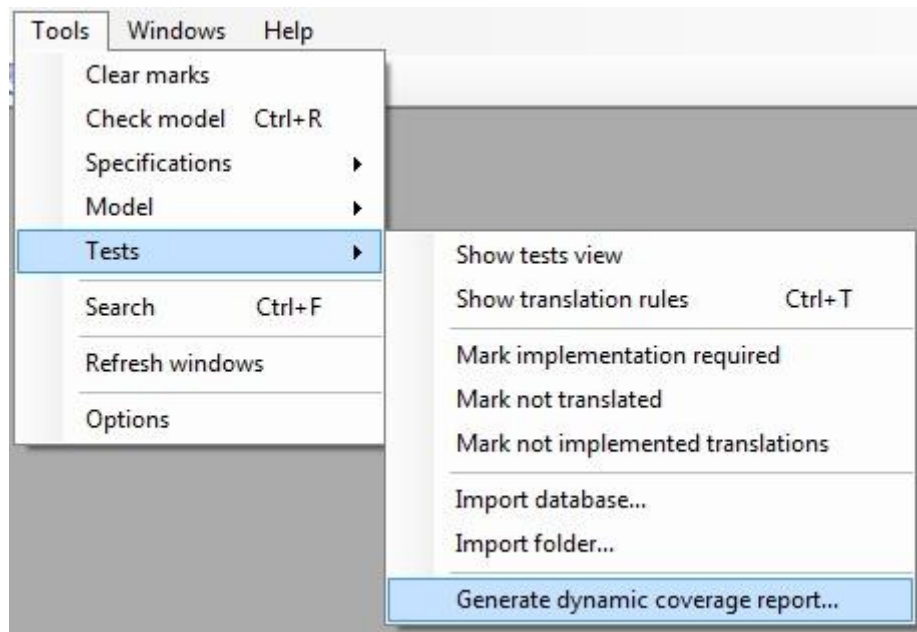 Tools Windows Help
Clear marks
Check model Ctrl+R
Specifications
Model
Tests
Search Ctrl+F
Refresh windows
Options
Show tests view
Show translation rules Ctrl+T
Mark implementation required
Mark not translated
Mark not implemented translations
Import database...
Import folder...
Generate dynamic coverage report...